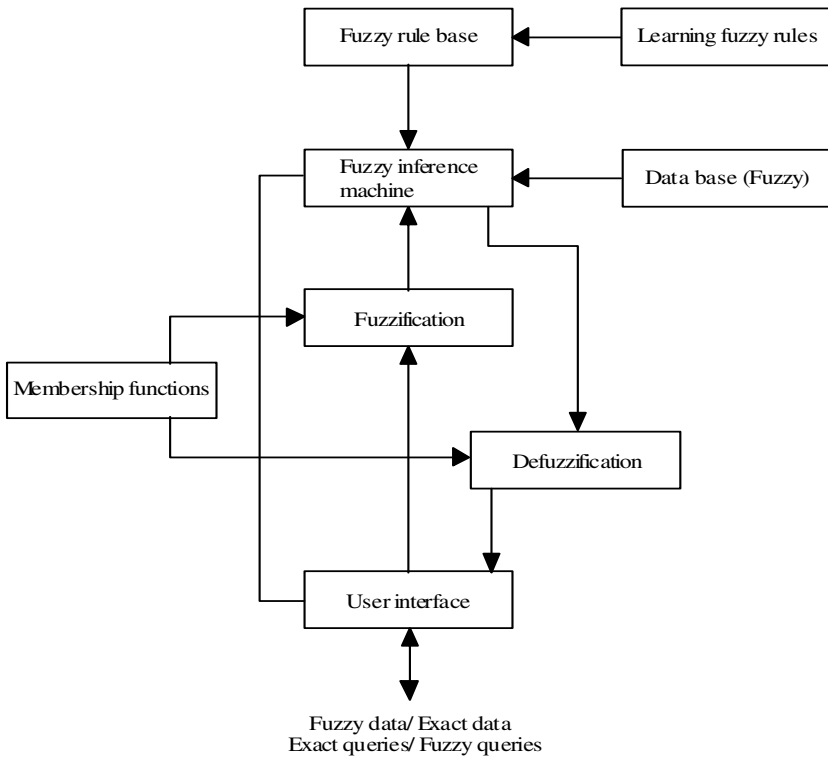 Fuzzy rule base
Learning fuzzy rules
Fuzzy inference
machine
Data base (Fuzzy)
Fuzzification
Membership functions
Defuzzification
User interface
Fuzzy data/ Exact data
Exact queries/ Fuzzy queries